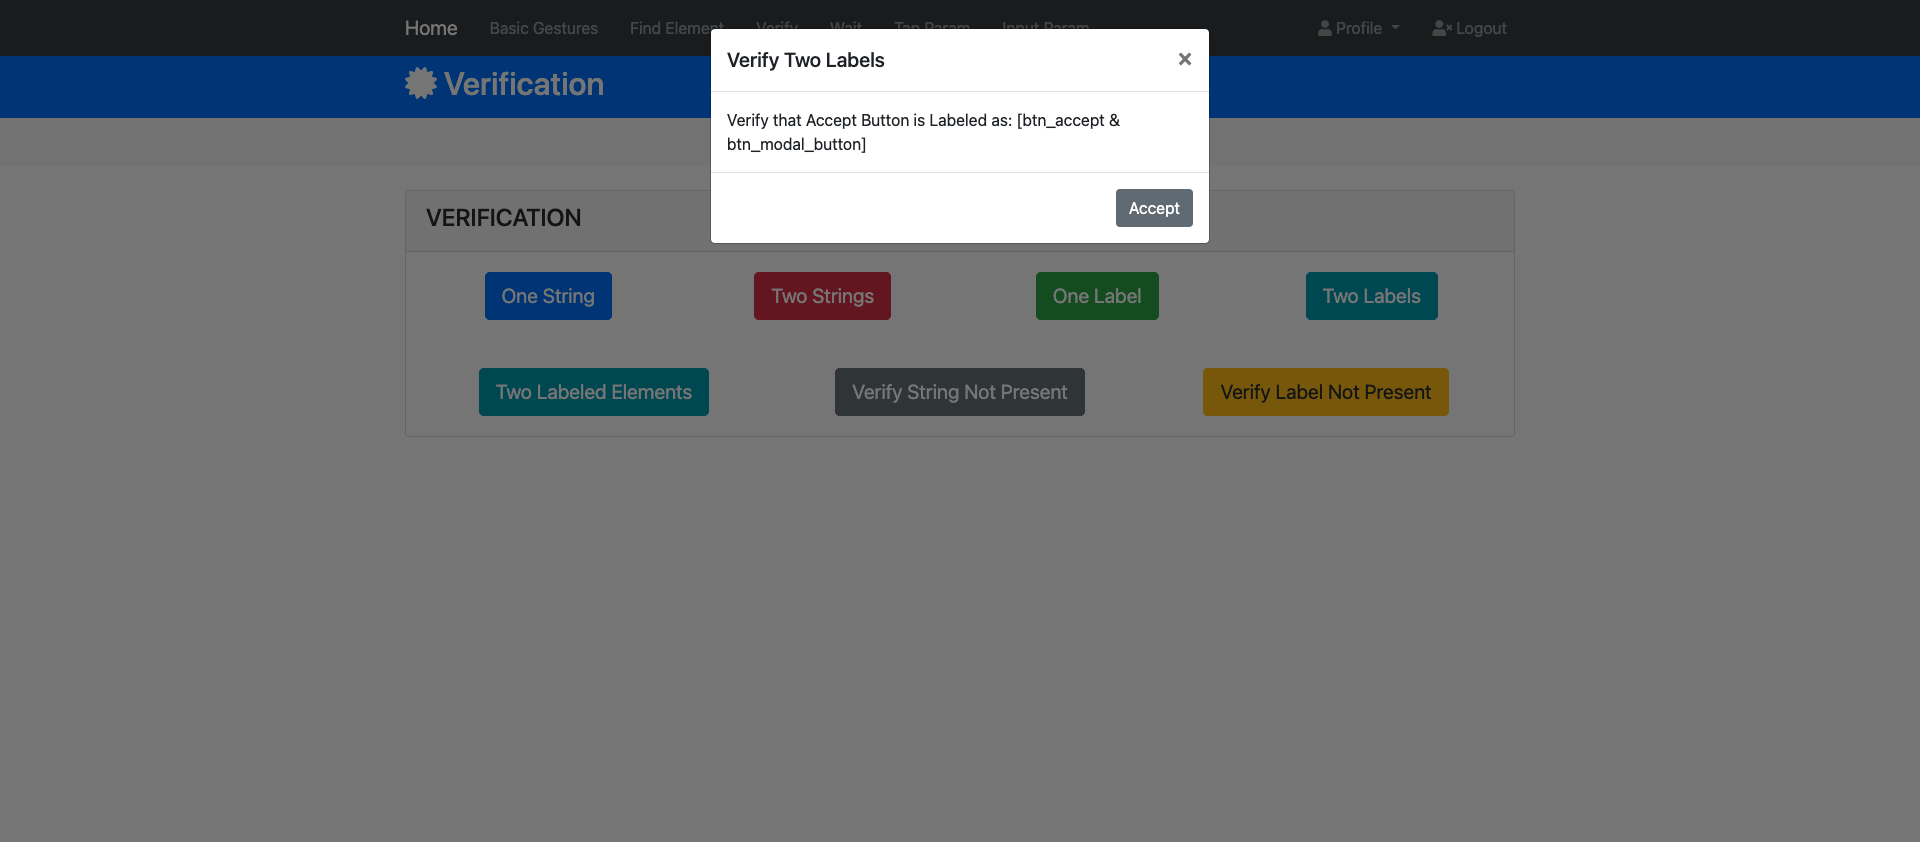 Home Basic Gestures Find Element Verify Wait Tap Param Input Param Profile Logout
Verification
Verify Two Labels ×
Verify that Accept Button is Labeled as: [btn_accept &
btn_modal_button]
Accept
VERIFICATION
One String Two Strings One Label Two Labels
Two Labeled Elements Verify String Not Present Verify Label Not Present